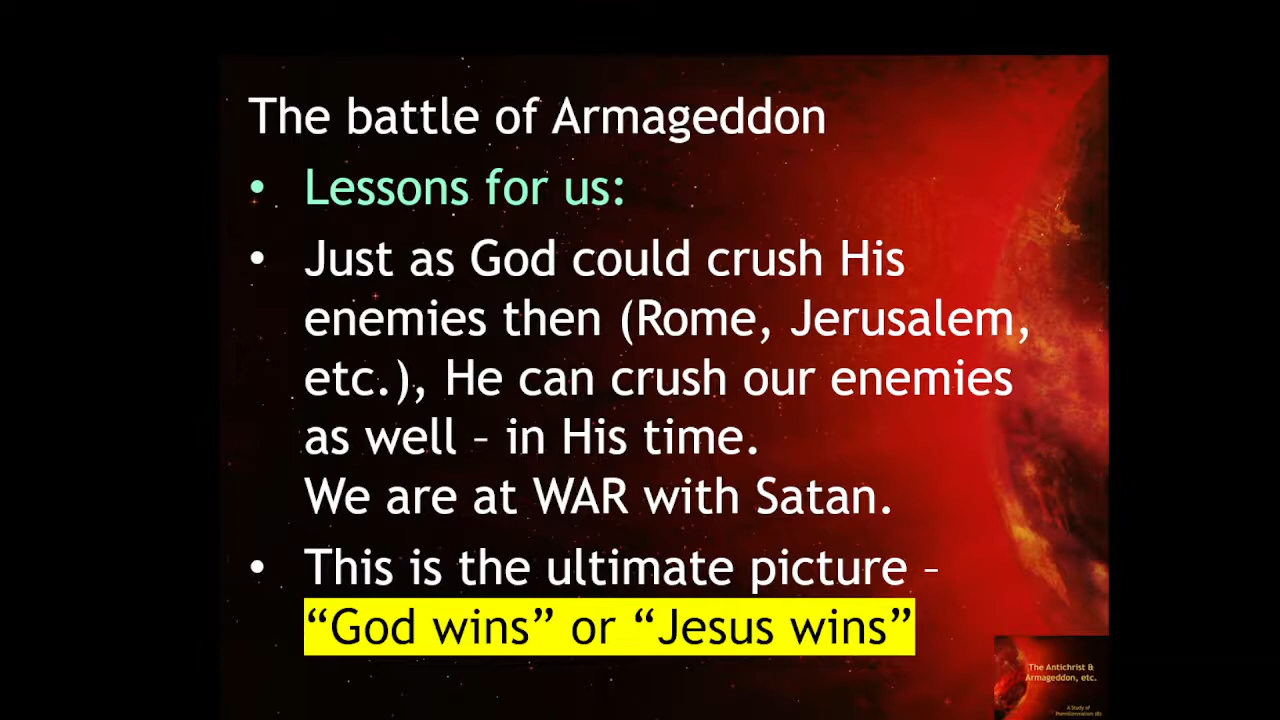 The battle of Armageddon
• Lessons for us:
• Just as God could crush His
enemies then (Rome, Jerusalem,
etc.), He can crush our enemies
as well – in His time.
We are at WAR with Satan.
• This is the ultimate picture –
“God wins” or “Jesus wins”
The Antichrist &
Armageddon, etc.
A Study of